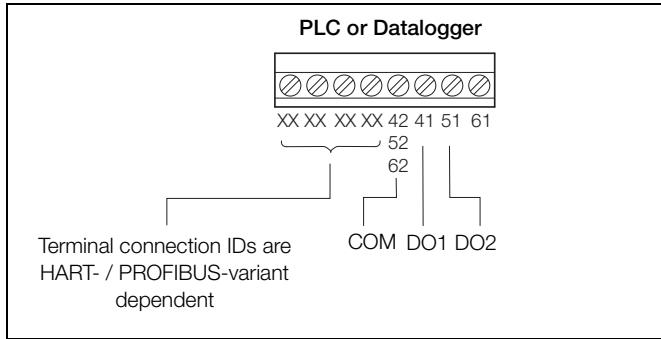 PLC or Datalogger
XX XX XX XX 42 41 51 61
52
62
COM DO1 DO2
Terminal connection IDs are
HART- / PROFIBUS-variant
dependent